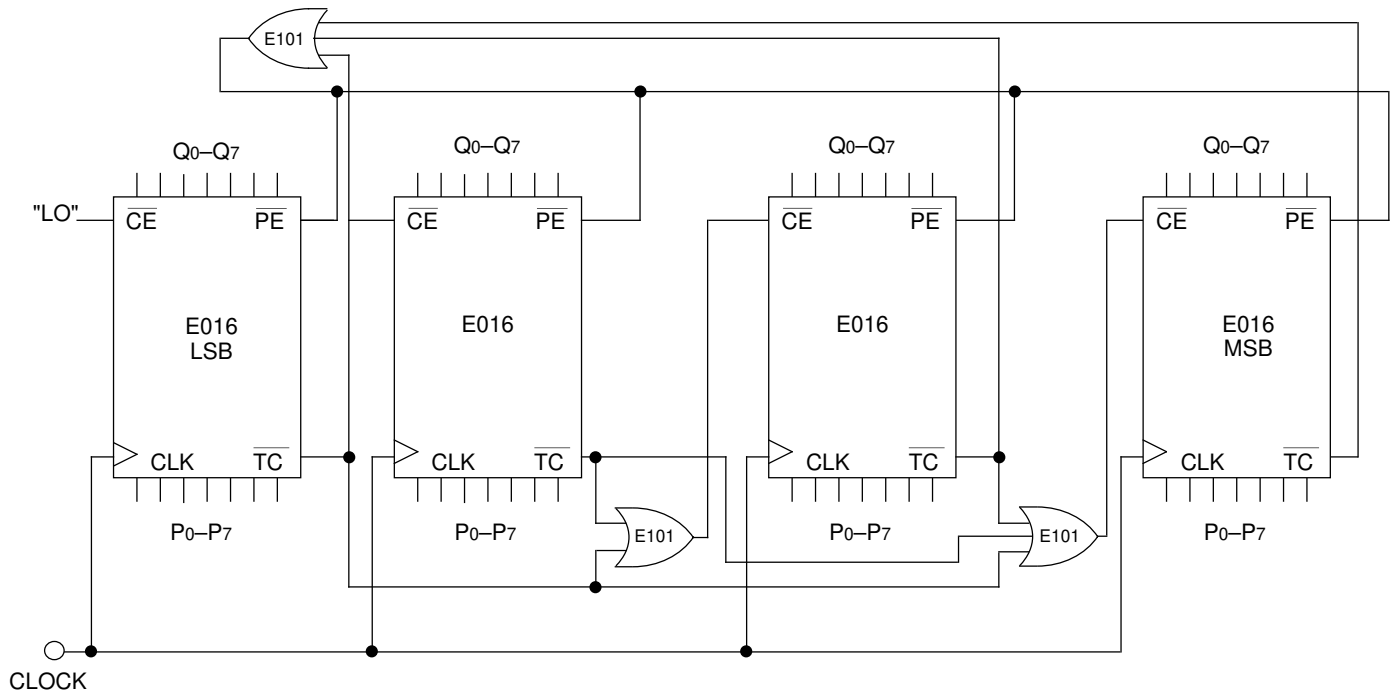 E101
Q0–Q7
Q0–Q7
Q0–Q7
Q0–Q7
"LO"
CE PE
CE PE
CE PE
CE PE
E016
LSB
E016
E016
E016
MSB
CLK TC
CLK TC
CLK TC
CLK TC
P0–P7
P0–P7
P0–P7
P0–P7
E101
E101
CLOCK